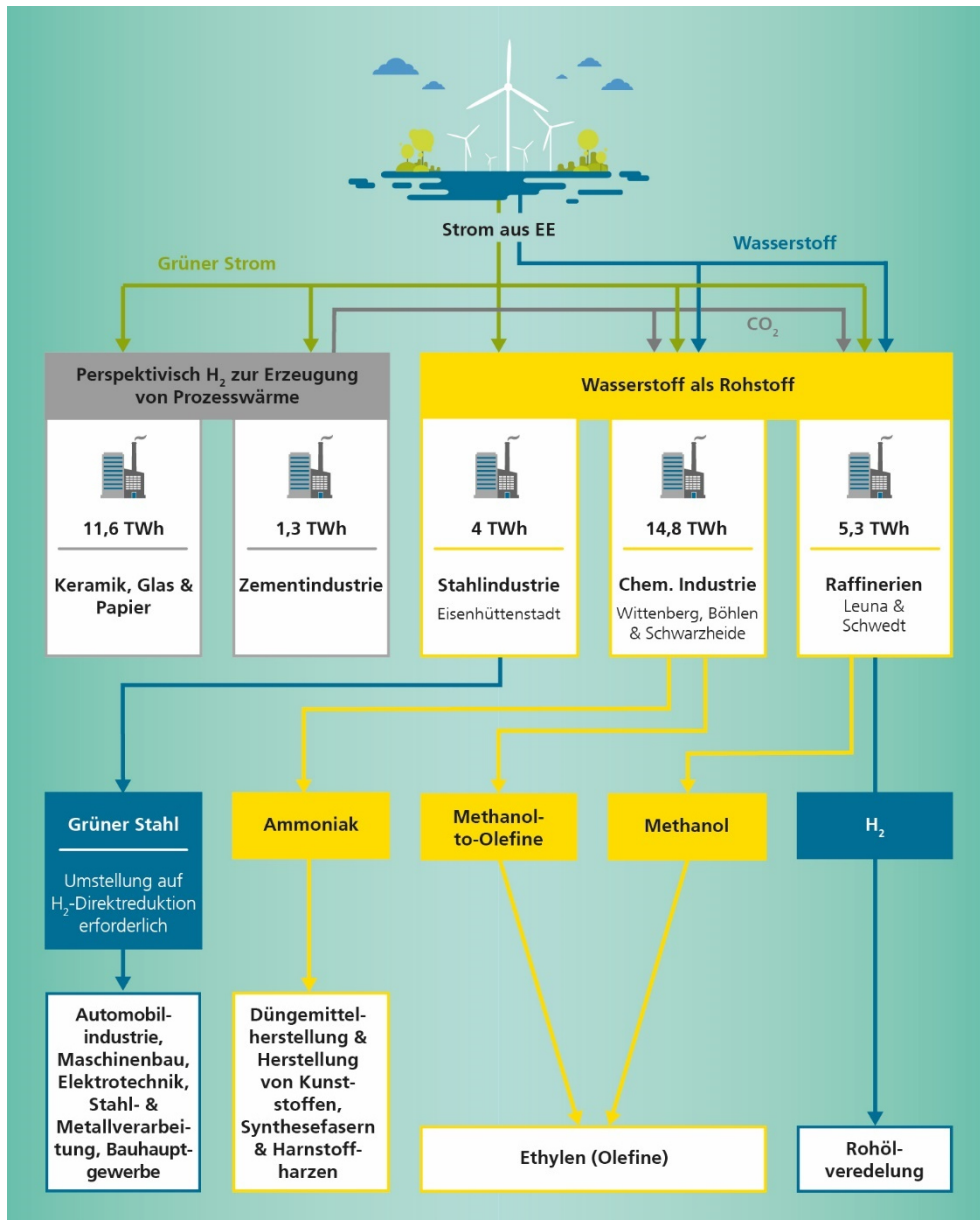 Strom aus EE
Grüner Strom
Wasserstoff
CO₂
Perspektivisch H₂ zur Erzeugung
von Prozesswärme
Wasserstoff als Rohstoff
11,6 TWh
Keramik, Glas &
Papier
1,3 TWh
Zementindustrie
4 TWh
Stahlindustrie
Eisenhüttenstadt
14,8 TWh
Chem. Industrie
Wittenberg, Böhlen
& Schwarzheide
5,3 TWh
Raffinerien
Leuna &
Schwedt
Grüner Stahl
Umstellung auf
H₂-Direktreduktion
erforderlich
Ammoniak
Methanol-
to-Olefine
Methanol
H₂
Automobil-
industrie,
Maschinenbau,
Elektrotechnik,
Stahl- &
Metallverarbei-
tung, Bauhaupt-
gewerbe
Düngemittel-
herstellung &
Herstellung
von Kunst-
stoffen,
Synthesefasern
& Harnstoff-
harzen
Ethylen (Olefine)
Rohöl-
veredelung